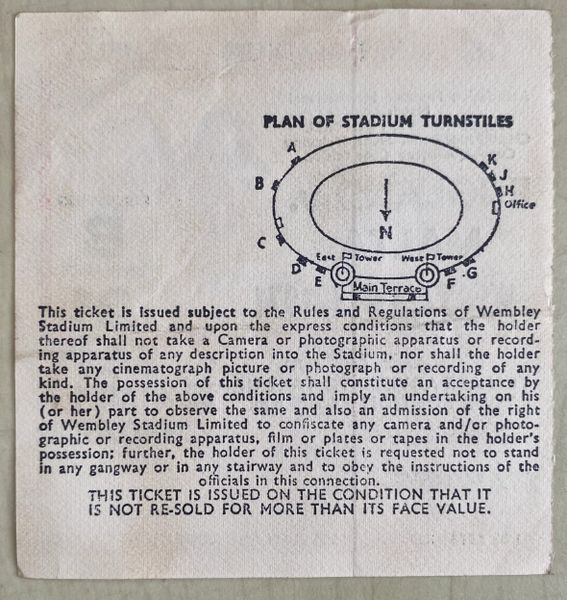 PLAN OF STADIUM TURNSTILES
A
K
J
B
H
Office
N
C
East Tower
West Tower
D
E
F
G
Main Terrace
This ticket is issued subject to the Rules and Regulations of Wembley
Stadium Limited and upon the express conditions that the holder
thereof shall not take a Camera or photographic apparatus or record-
ing apparatus of any description into the Stadium, nor shall the holder
take any cinematograph picture or photograph or recording of any
kind. The possession of this ticket shall constitute an acceptance by
the holder of the above conditions and imply an undertaking on his
(or her) part to observe the same and also an admission of the right
of Wembley Stadium Limited to confiscate any camera and/or photo-
graphic or recording apparatus, film or plates or tapes in the holder's
possession; further, the holder of this ticket is requested not to stand
in any gangway or in any stairway and to obey the instructions of the
officials in this connection.
THIS TICKET IS ISSUED ON THE CONDITION THAT IT
IS NOT RE-SOLD FOR MORE THAN ITS FACE VALUE.